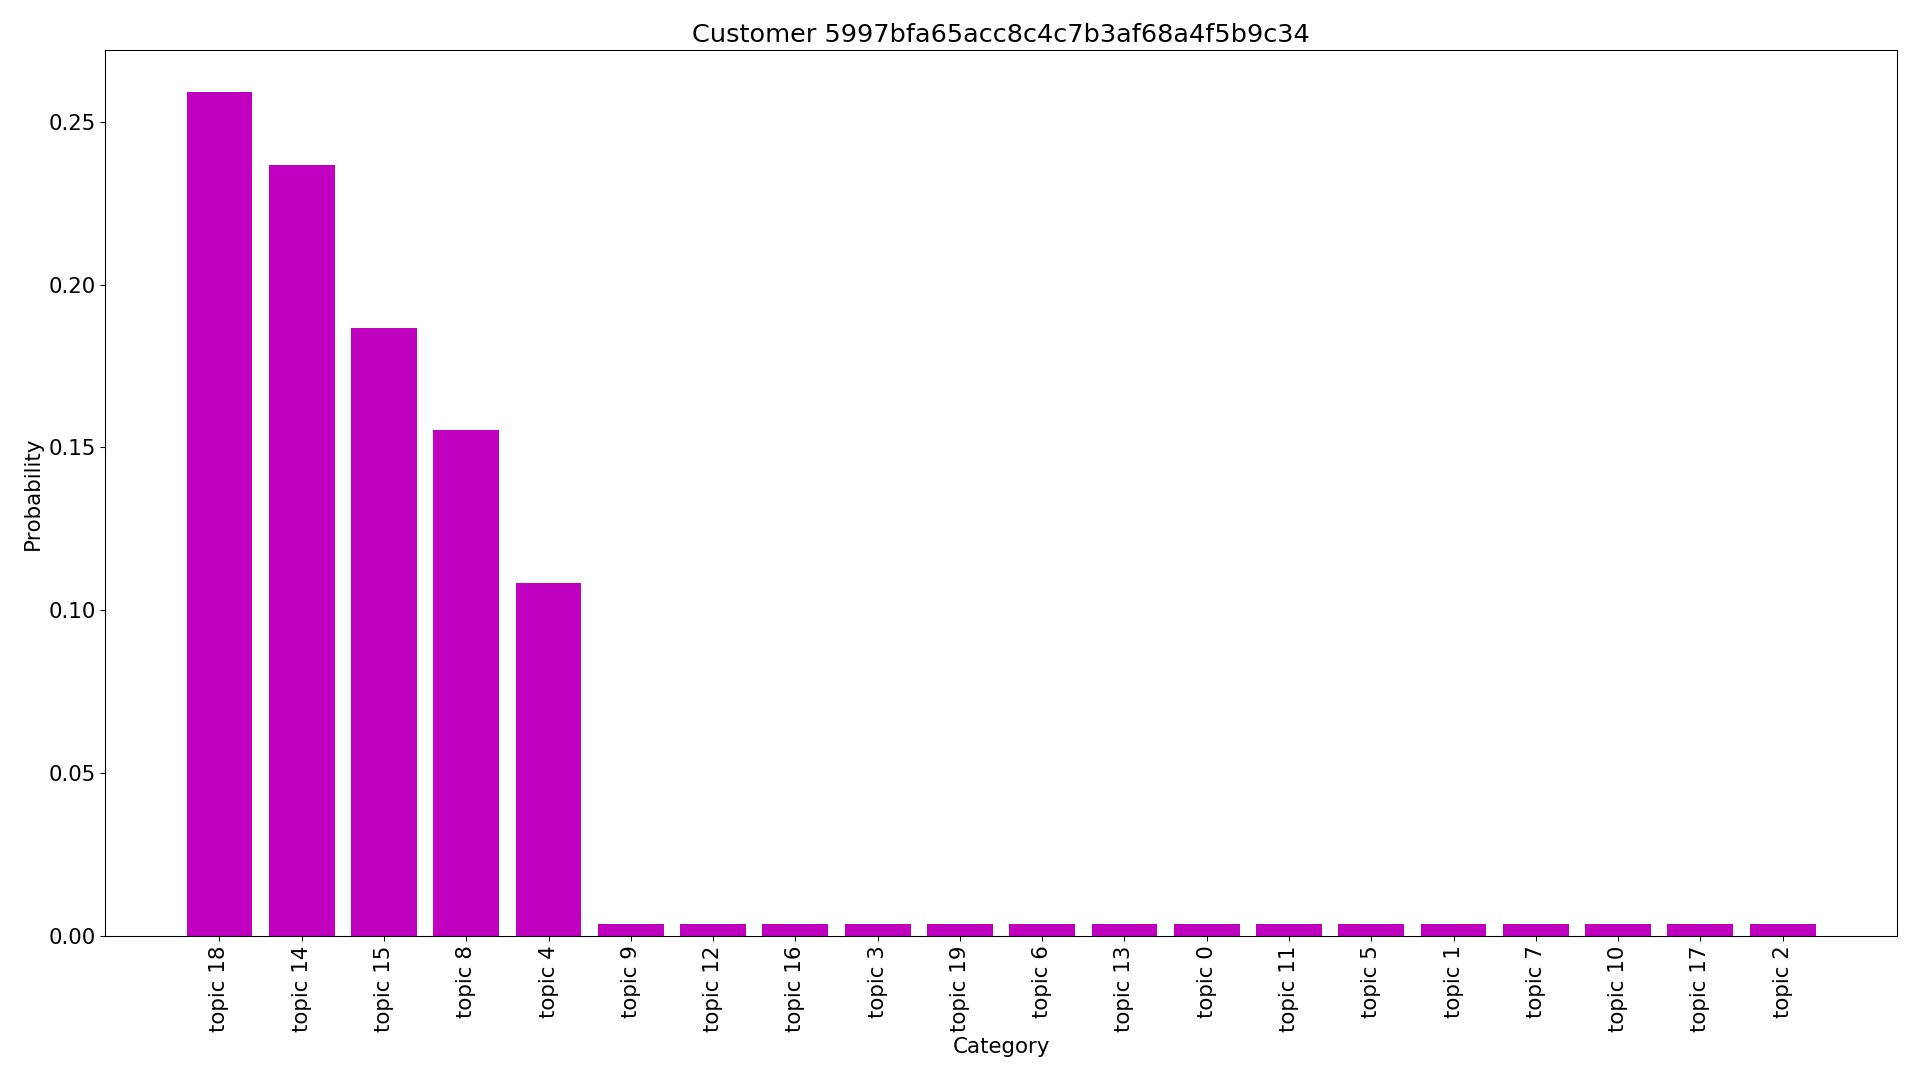 Customer 5997bfa65acc8c4c7b3af68a4f5b9c34
Probability
0.25
0.20
0.15
0.10
0.05
0.00
topic 18
topic 14
topic 15
topic 8
topic 4
topic 9
topic 12
topic 16
topic 3
topic 19
topic 6
topic 13
topic 0
topic 11
topic 5
topic 1
topic 7
topic 10
topic 17
topic 2
Category